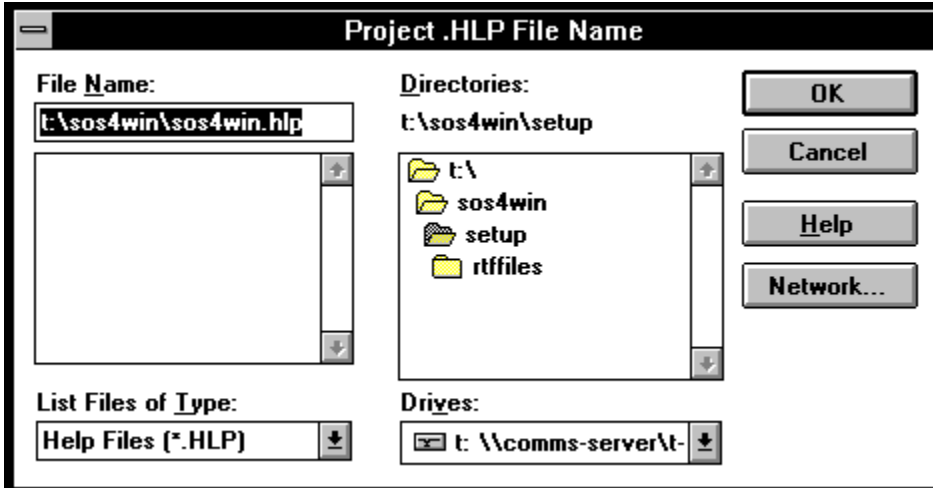 Project .HLP File Name
File Name:
t:\sos4win\sos4win.hlp
Directories:
t:\sos4win\setup
t:\
sos4win
setup
rtffiles
OK
Cancel
Help
Network...
List Files of Type:
Help Files (*.HLP)
Drives:
t: \\comms-server\t-